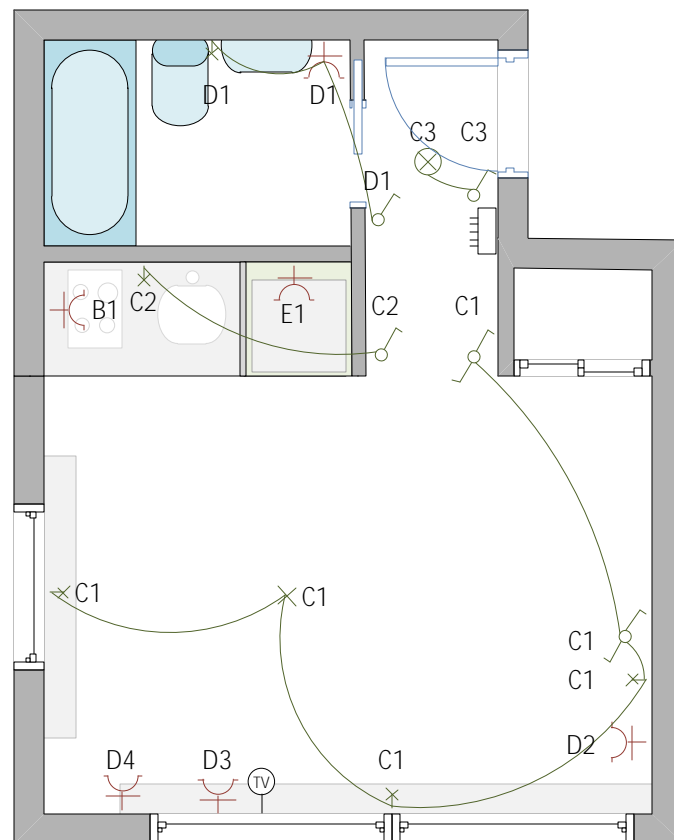 D1 D1
C3 C3
D1
B1 C2 E1 C2 C1
C1 C1
C1
C1
D2
D4 D3 TV C1